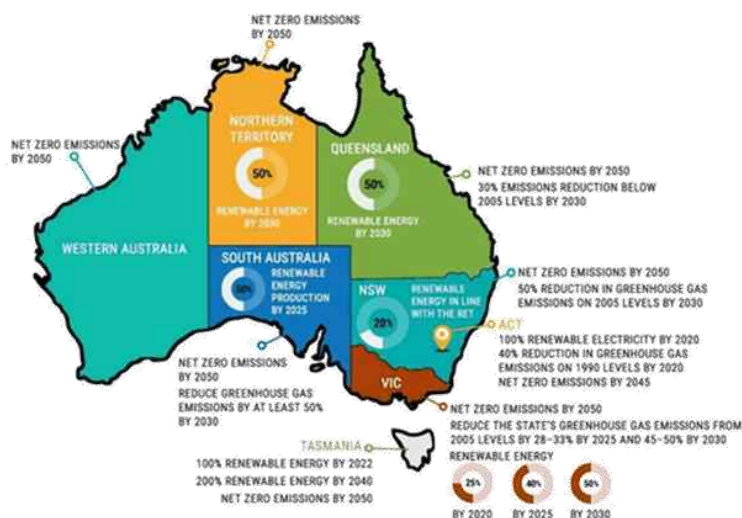 NET ZERO EMISSIONS
BY 2050
NET ZERO EMISSIONS
BY 2050
NORTHERN
TERRITORY
50%
RENEWABLE ENERGY
BY 2030
QUEENSLAND
50%
RENEWABLE ENERGY
BY 2030
NET ZERO EMISSIONS BY 2050
30% EMISSIONS REDUCTION BELOW
2005 LEVELS BY 2030
WESTERN AUSTRALIA
SOUTH AUSTRALIA
50%
RENEWABLE
ENERGY
PRODUCTION
BY 2025
NSW
20%
RENEWABLE
ENERGY IN LINE
WITH THE RET
NET ZERO EMISSIONS BY 2050
50% REDUCTION IN GREENHOUSE GAS
EMISSIONS ON 2005 LEVELS BY 2030
ACT
100% RENEWABLE ELECTRICITY BY 2020
40% REDUCTION IN GREENHOUSE GAS
EMISSIONS ON 1990 LEVELS BY 2020
NET ZERO EMISSIONS BY 2045
NET ZERO EMISSIONS
BY 2050
REDUCE GREENHOUSE GAS
EMISSIONS BY AT LEAST 50%
BY 2030
VIC
NET ZERO EMISSIONS BY 2050
REDUCE THE STATE'S GREENHOUSE GAS EMISSIONS FROM
2005 LEVELS BY 28–33% BY 2025 AND 45–50% BY 2030
RENEWABLE ENERGY
25%
40%
50%
BY 2020
BY 2025
BY 2030
TASMANIA
100% RENEWABLE ENERGY BY 2022
200% RENEWABLE ENERGY BY 2040
NET ZERO EMISSIONS BY 2050